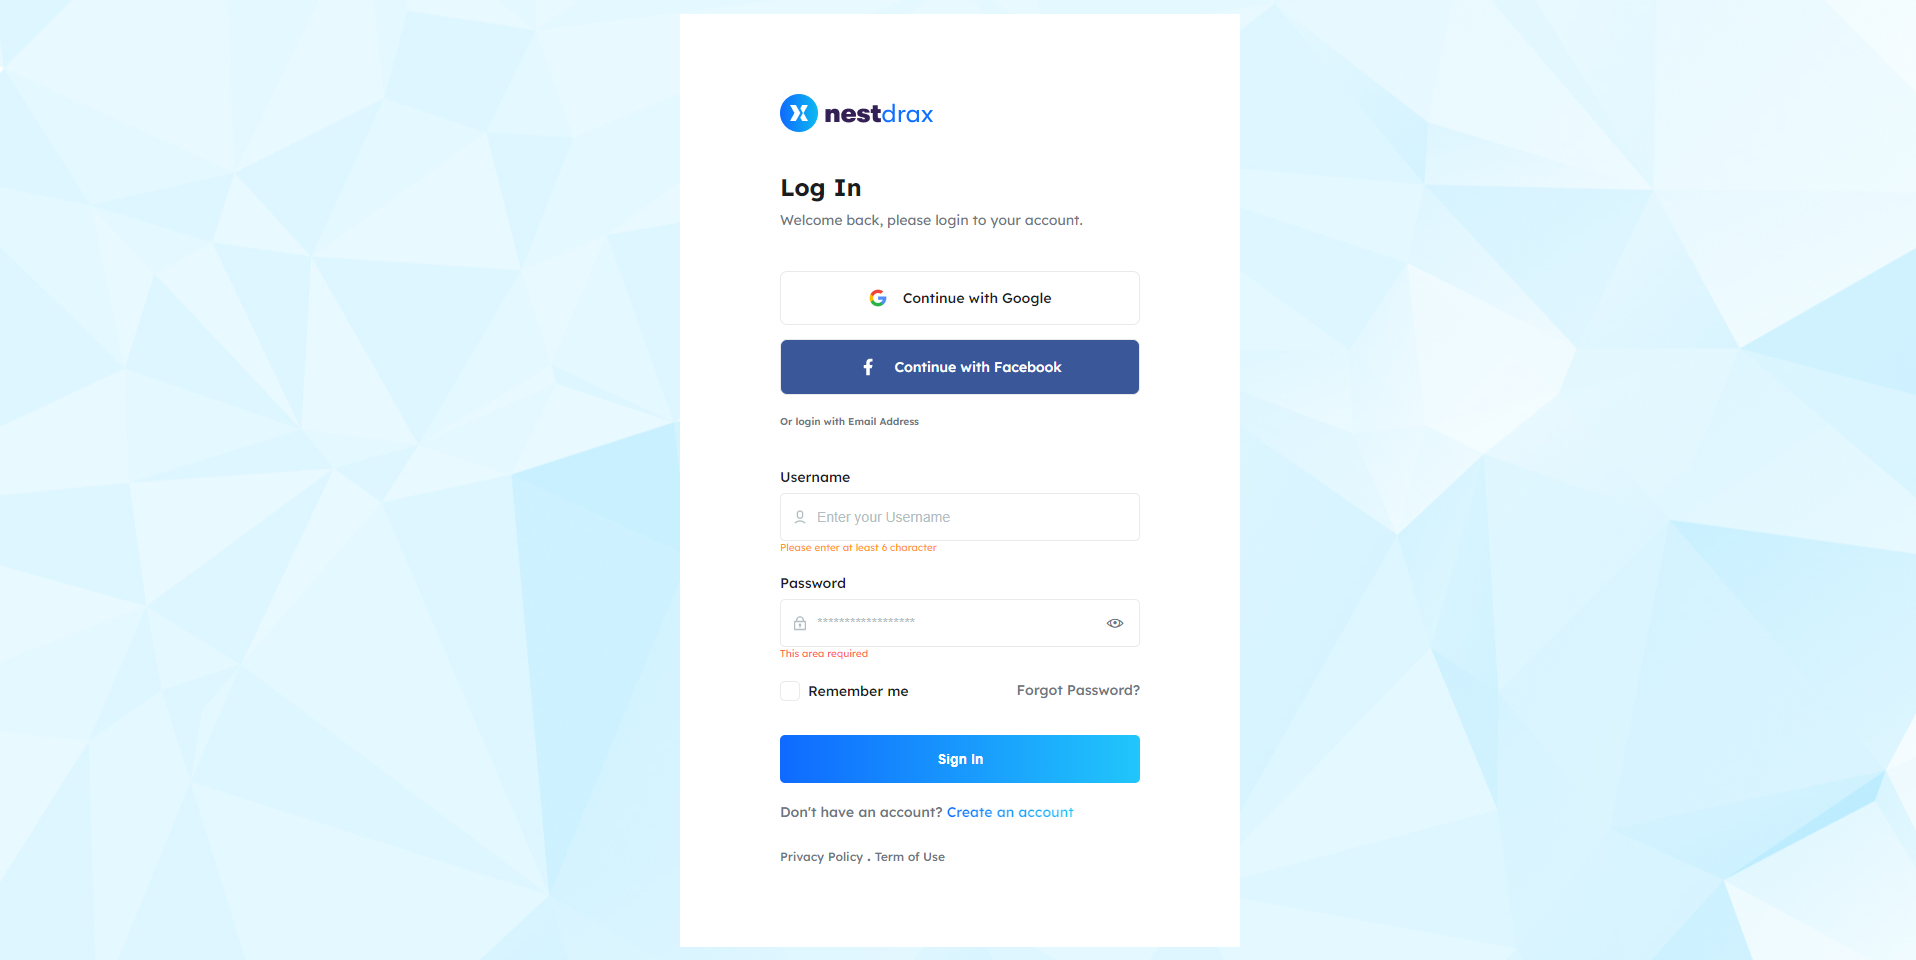 nestdrax
Log In
Welcome back, please login to your account.
Continue with Google
Continue with Facebook
Or login with Email Address
Username
Enter your Username
Please enter at least 6 character
Password
******************
This area required
Remember me Forgot Password?
Sign In
Don't have an account? Create an account
Privacy Policy . Term of Use